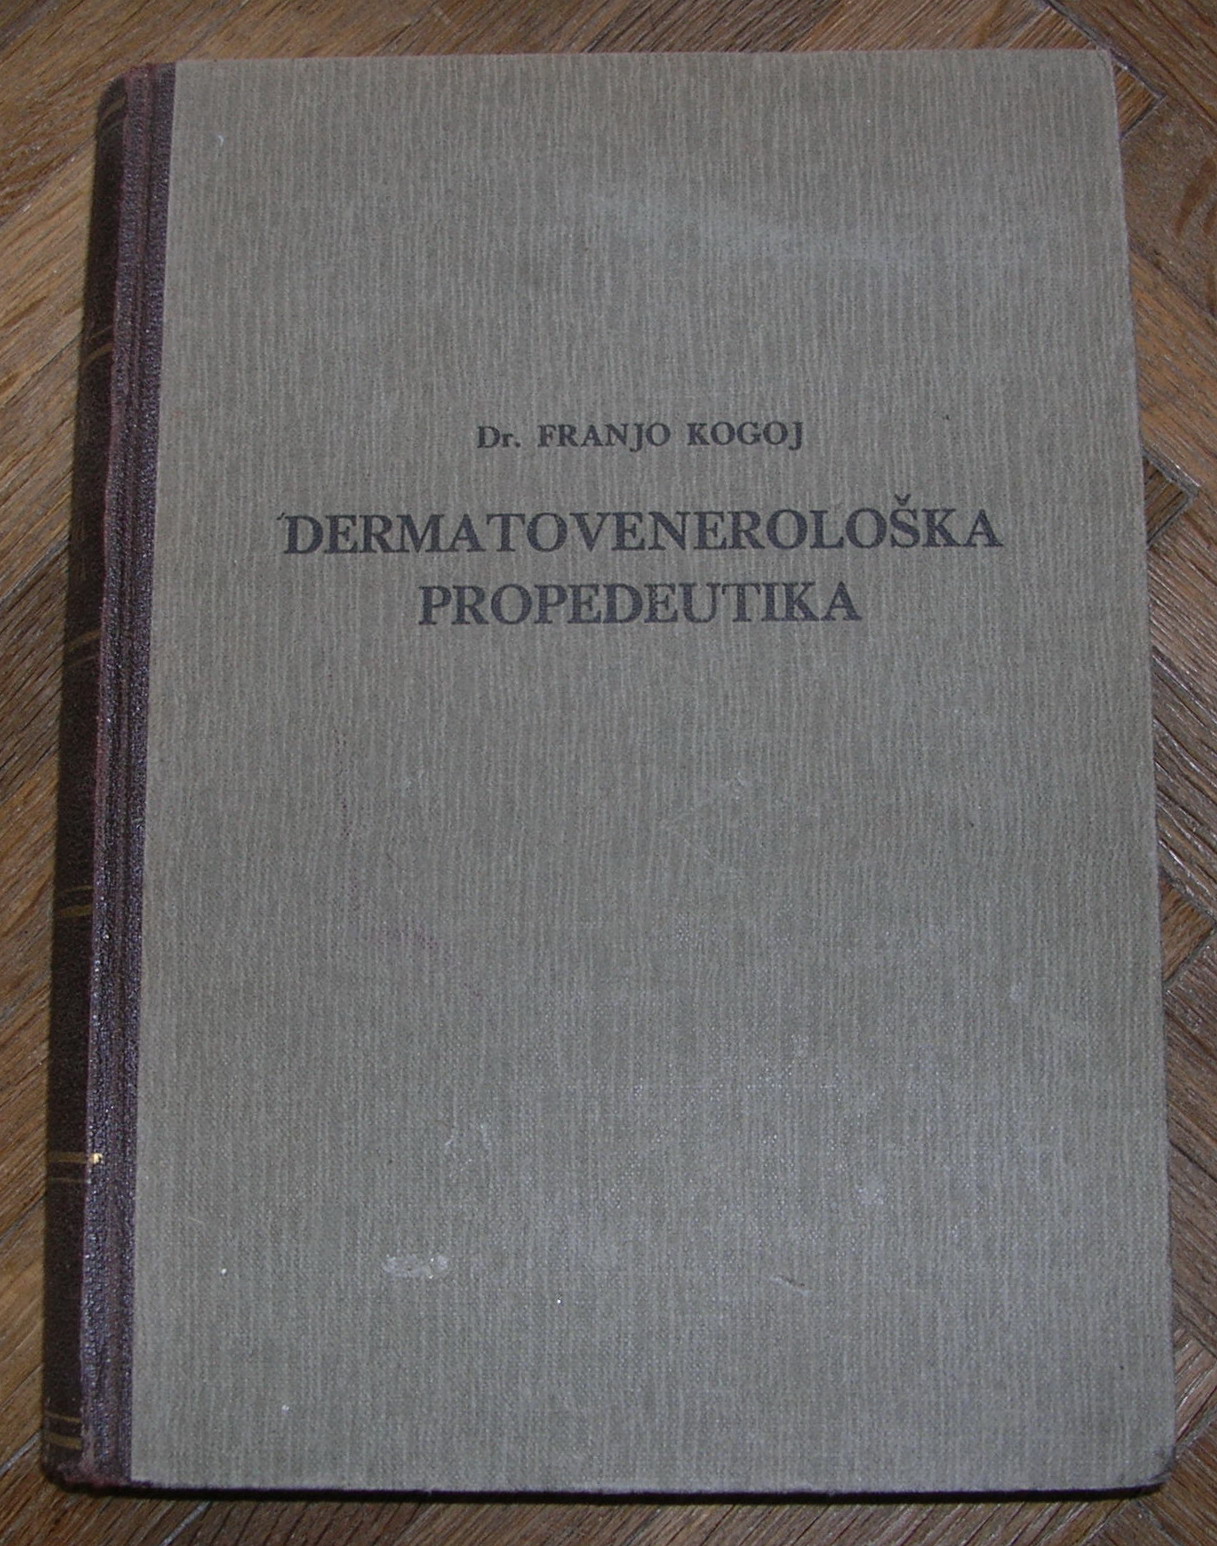 Dr. FRANJO KOGOJ
DERMATOVENEROLOŠKA
PROPEDEUTIKA